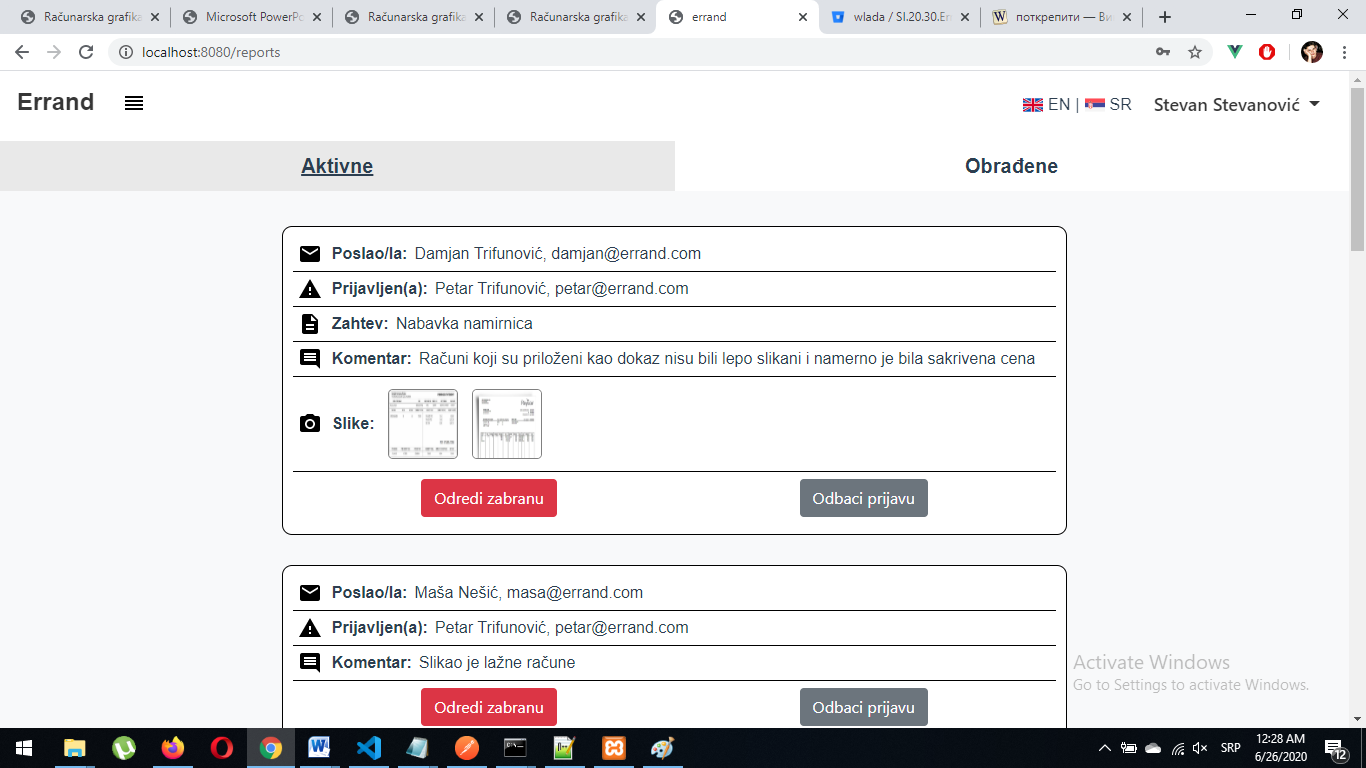 Računarska grafika
Microsoft PowerPo
Računarska grafika
Računarska grafika
errand
wlada / SI.20.30.Er
поткрепити — Ви
localhost:8080/reports
Errand
EN | SR
Stevan Stevanović
Aktivne
Obrađene
Poslao/la: Damjan Trifunović, damjan@errand.com
Prijavljen(a): Petar Trifunović, petar@errand.com
Zahtev: Nabavka namirnica
Komentar: Računi koji su priloženi kao dokaz nisu bili lepo slikani i namerno je bila sakrivena cena
Slike:
Odredi zabranu
Odbaci prijavu
Poslao/la: Maša Nešić, masa@errand.com
Prijavljen(a): Petar Trifunović, petar@errand.com
Komentar: Slikao je lažne račune
Odredi zabranu
Odbaci prijavu
Activate Windows
Go to Settings to activate Windows.
SRP
12:28 AM
6/26/2020
12